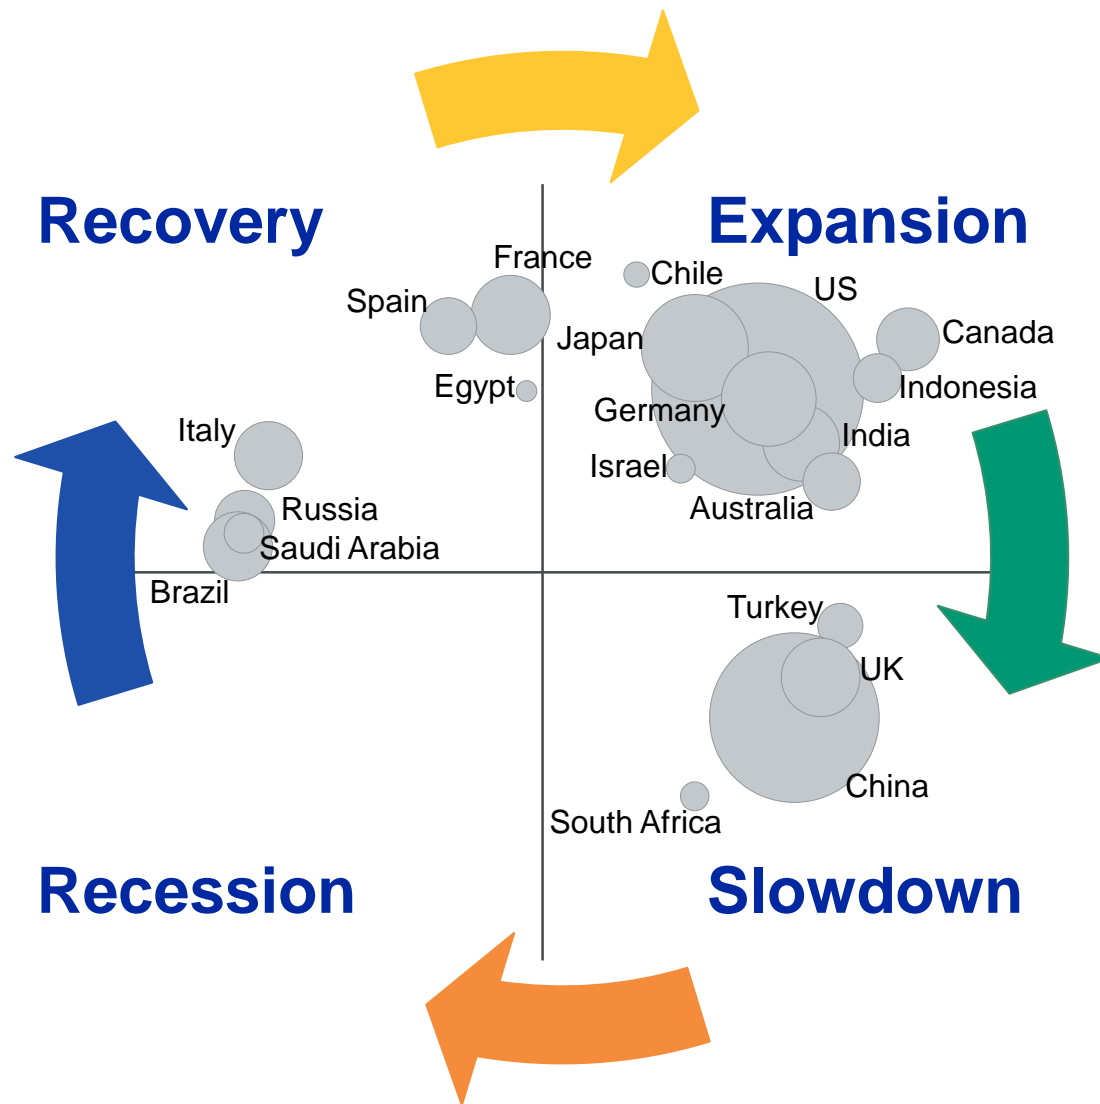 Recovery
Expansion
France
Chile
US
Spain
Japan
Canada
Egypt
Indonesia
Germany
Italy
India
Israel
Australia
Russia
Saudi Arabia
Brazil
Turkey
UK
China
South Africa
Recession
Slowdown